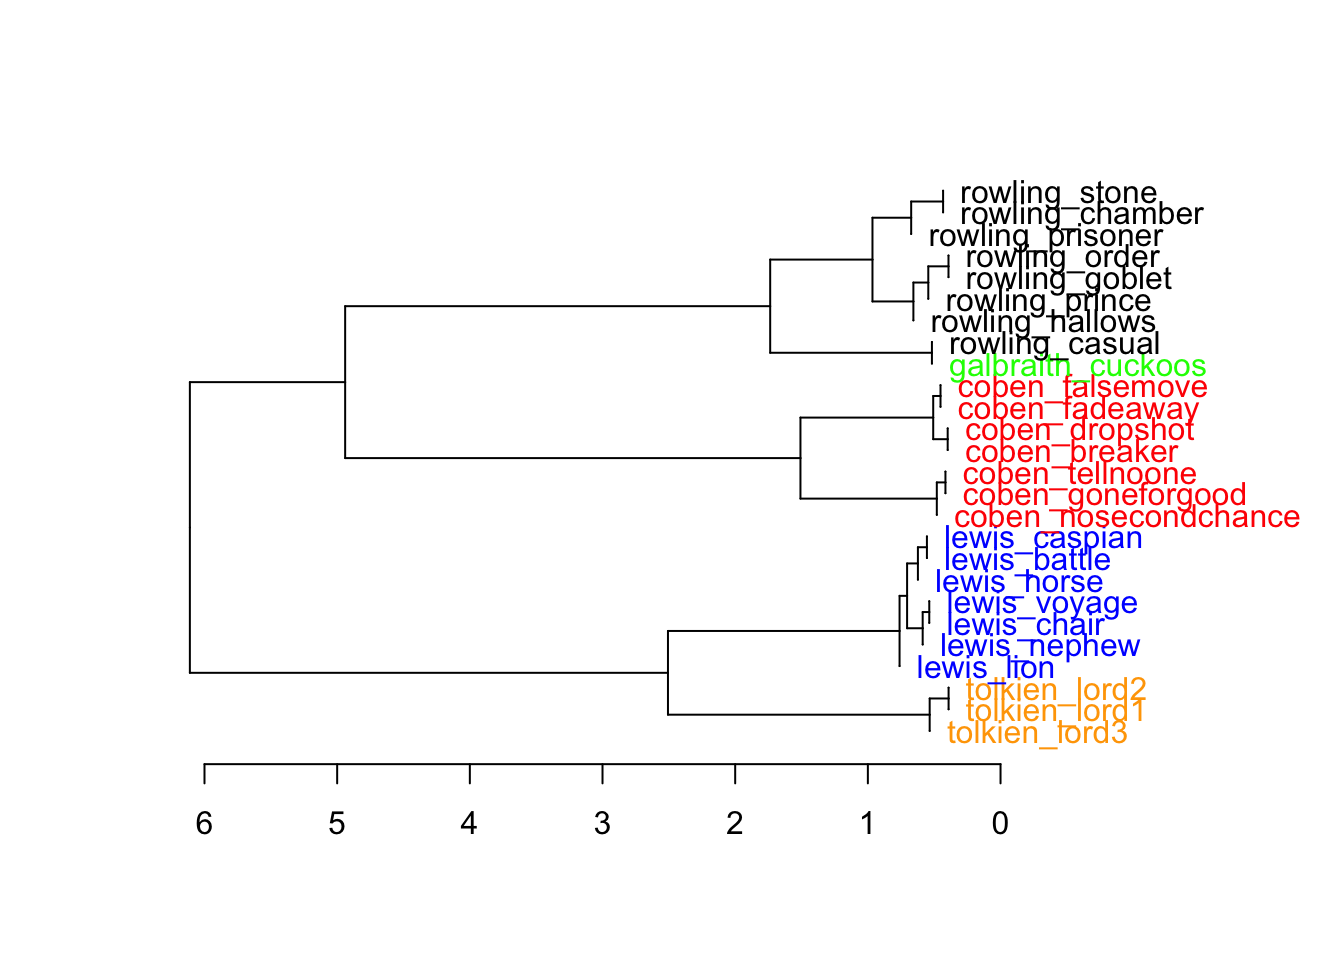 rowling_stone
rowling_chamber
rowling_prisoner
rowling_order
rowling_goblet
rowling_prince
rowling_hallows
rowling_casual
galbraith_cuckoos
coben_falsemove
coben_fadeaway
coben_dropshot
coben_breaker
coben_tellnoone
coben_goneforgood
coben_nosecondchance
lewis_caspian
lewis_battle
lewis_horse
lewis_voyage
lewis_chair
lewis_nephew
lewis_lion
tolkien_lord2
tolkien_lord1
tolkien_lord3
6 5 4 3 2 1 0